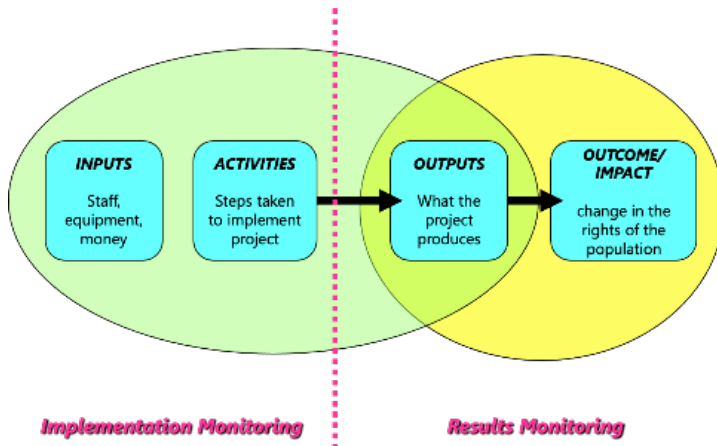 INPUTS
Staff,
equipment,
money
ACTIVITIES
Steps taken
to implement
project
OUTPUTS
What the
project
produces
OUTCOME/
IMPACT
change in the
rights of the
population
Implementation Monitoring
Results Monitoring